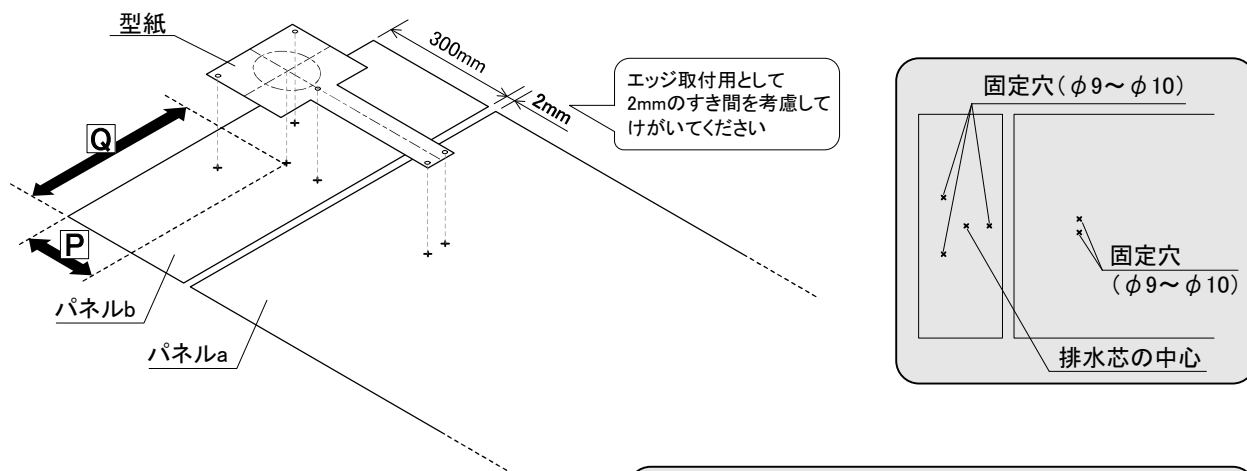 型紙
300mm
2mm
エッジ取付用として
2mmのすき間を考慮して
けがいてください
Q
P
パネルb
パネルa
固定穴(φ9〜φ10)
固定穴
(φ9〜φ10)
排水芯の中心